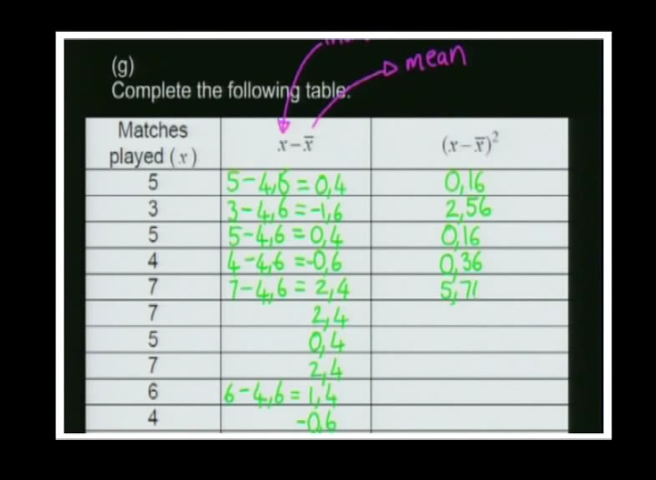 mean
(g)
Complete the following table:
Matches played (x) x−x̄ (x−x̄)²
5 5−4,6=0,4 0,16
3 3−4,6=-1,6 2,56
5 5−4,6=0,4 0,16
4 4−4,6=-0,6 0,36
7 7−4,6=2,4 5,71
7 2,4
5 0,4
7 2,4
6 6−4,6=1,4
4 -0,6